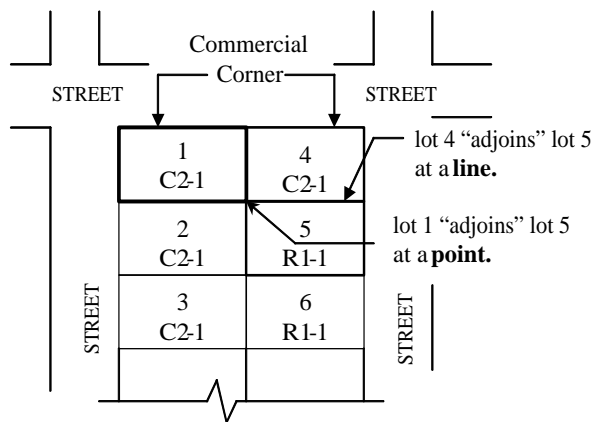 Commercial
Corner
STREET
STREET
1
C2-1
4
C2-1
lot 4 “adjoins” lot 5
at a line.
2
C2-1
5
R1-1
lot 1 “adjoins” lot 5
at a point.
3
C2-1
6
R1-1
STREET
STREET